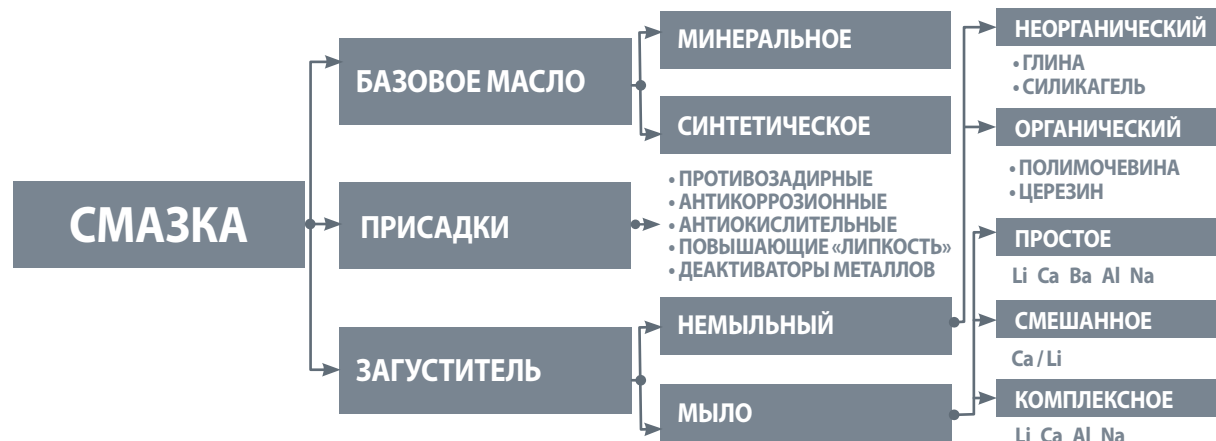 СМАЗКА
БАЗОВОЕ МАСЛО
МИНЕРАЛЬНОЕ
СИНТЕТИЧЕСКОЕ
ПРИСАДКИ
• ПРОТИВОЗАДИРНЫЕ
• АНТИКОРРОЗИОННЫЕ
• АНТИОКИСЛИТЕЛЬНЫЕ
• ПОВЫШАЮЩИЕ «ЛИПКОСТЬ»
• ДЕАКТИВАТОРЫ МЕТАЛЛОВ
ЗАГУСТИТЕЛЬ
НЕМЫЛЬНЫЙ
НЕОРГАНИЧЕСКИЙ
• ГЛИНА
• СИЛИКАГЕЛЬ
ОРГАНИЧЕСКИЙ
• ПОЛИМОЧЕВИНА
• ЦЕРЕЗИН
МЫЛО
ПРОСТОЕ
Li Ca Ba Al Na
СМЕШАННОЕ
Ca / Li
КОМПЛЕКСНОЕ
Li Ca Al Na